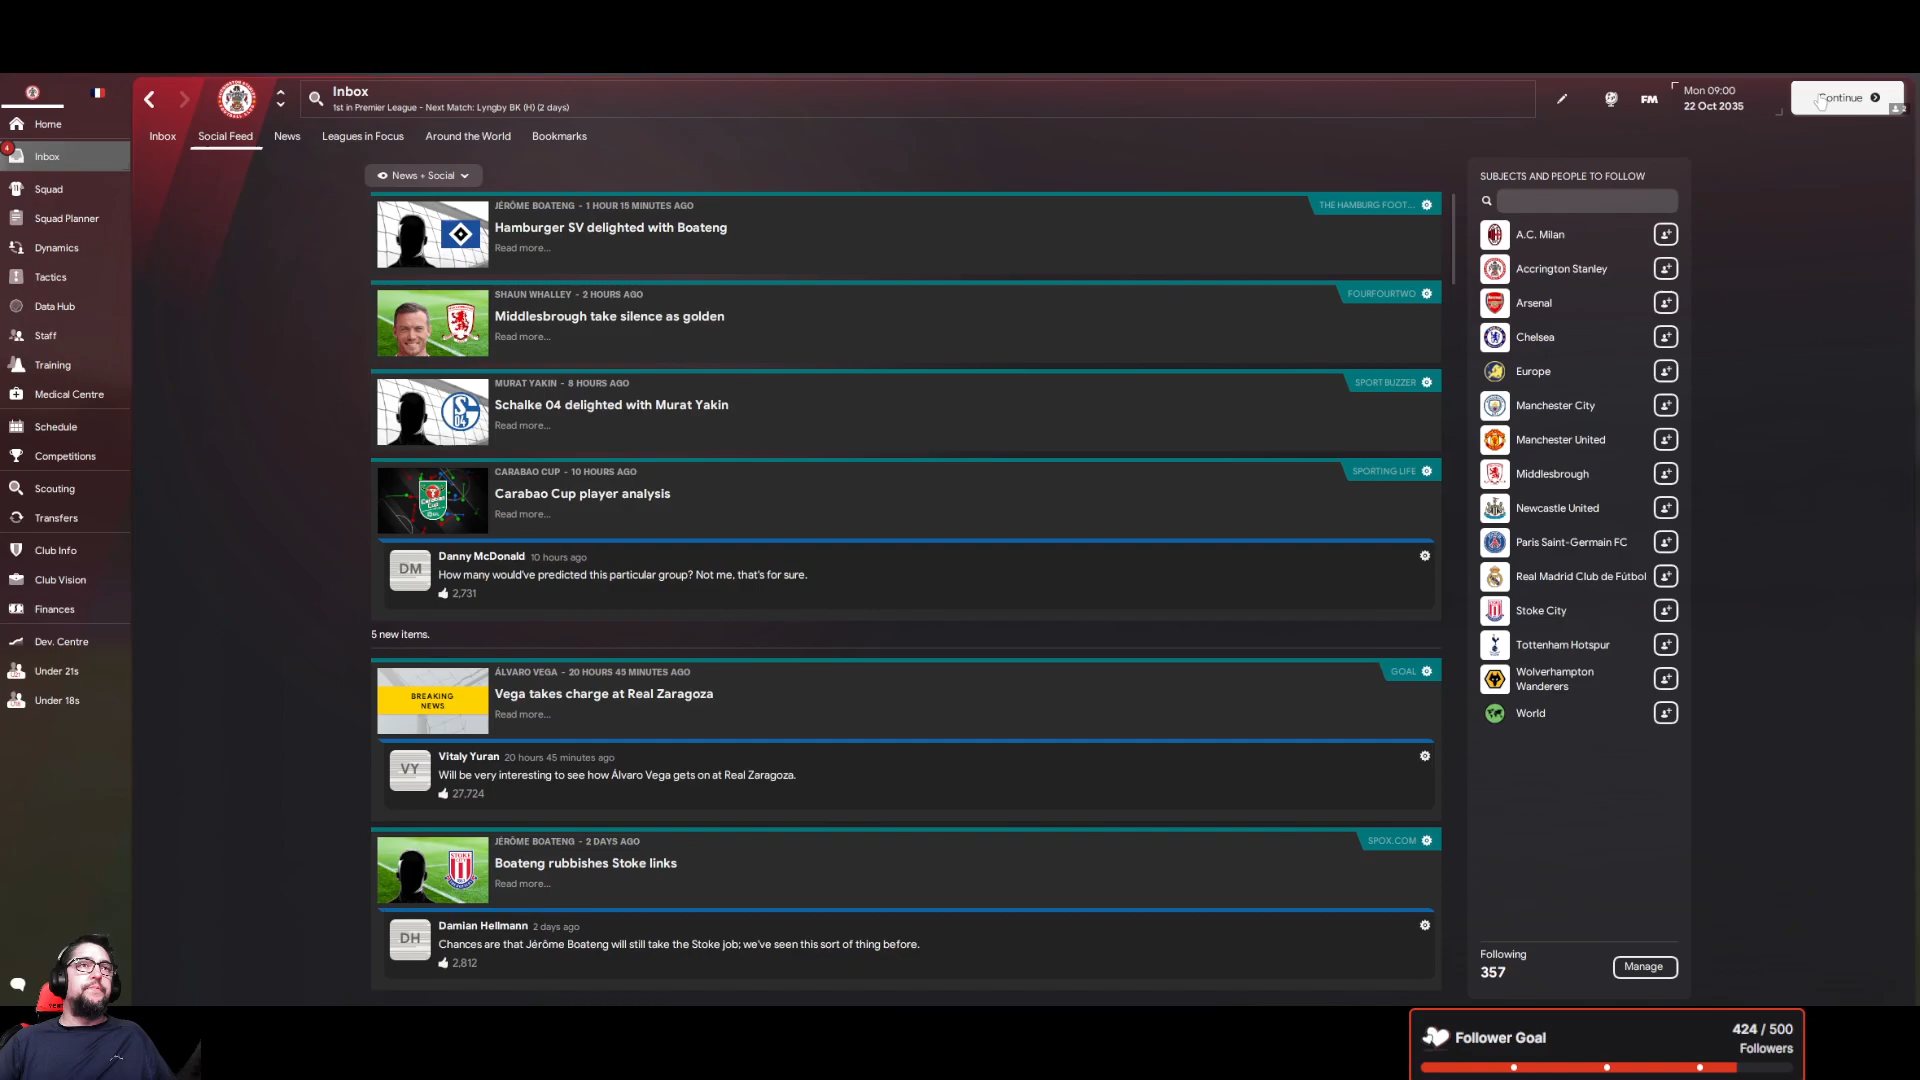 Inbox
1st in Premier League - Next Match: Lyngby BK (H) (2 days)
FM
Mon 09:00
22 Oct 2035
Continue
2
Inbox
Social Feed
News
Leagues in Focus
Around the World
Bookmarks
Home
4
Inbox
Squad
Squad Planner
Dynamics
Tactics
Data Hub
Staff
Training
Medical Centre
Schedule
Competitions
Scouting
Transfers
Club Info
Club Vision
Finances
Dev. Centre
Under 21s
Under 18s
News + Social
JÉRÔME BOATENG - 1 HOUR 15 MINUTES AGO
THE HAMBURG FOOT...
Hamburger SV delighted with Boateng
Read more...
SHAUN WHALLEY - 2 HOURS AGO
FOURFOURTWO
Middlesbrough take silence as golden
Read more...
MURAT YAKIN - 8 HOURS AGO
SPORT BUZZER
Schalke 04 delighted with Murat Yakin
Read more...
CARABAO CUP - 10 HOURS AGO
SPORTING LIFE
Carabao Cup player analysis
Read more...
DM
Danny McDonald 10 hours ago
How many would've predicted this particular group? Not me, that's for sure.
2,731
5 new items.
ÁLVARO VEGA - 20 HOURS 45 MINUTES AGO
GOAL
BREAKING
NEWS
Vega takes charge at Real Zaragoza
Read more...
VY
Vitaly Yuran 20 hours 45 minutes ago
Will be very interesting to see how Álvaro Vega gets on at Real Zaragoza.
27,724
JÉRÔME BOATENG - 2 DAYS AGO
SPOX.COM
Boateng rubbishes Stoke links
Read more...
DH
Damian Hellmann 2 days ago
Chances are that Jérôme Boateng will still take the Stoke job; we've seen this sort of thing before.
2,812
SUBJECTS AND PEOPLE TO FOLLOW
A.C. Milan
Accrington Stanley
Arsenal
Chelsea
Europe
Manchester City
Manchester United
Middlesbrough
Newcastle United
Paris Saint-Germain FC
Real Madrid Club de Fútbol
Stoke City
Tottenham Hotspur
Wolverhampton
Wanderers
World
Following
357
Manage
Follower Goal
424 / 500
Followers